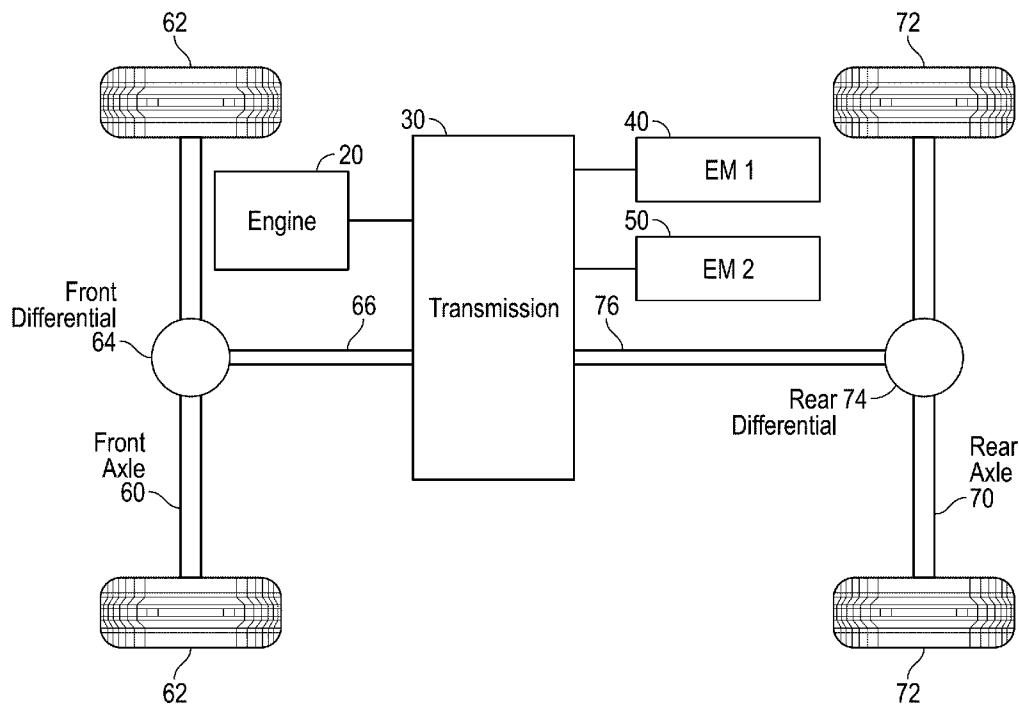 62
72
30
40
20
EM 1
Engine
50
EM 2
Front
Differential
64
66
Transmission
76
Rear 74
Differential
Front
Axle
60
Rear
Axle
70
62
72